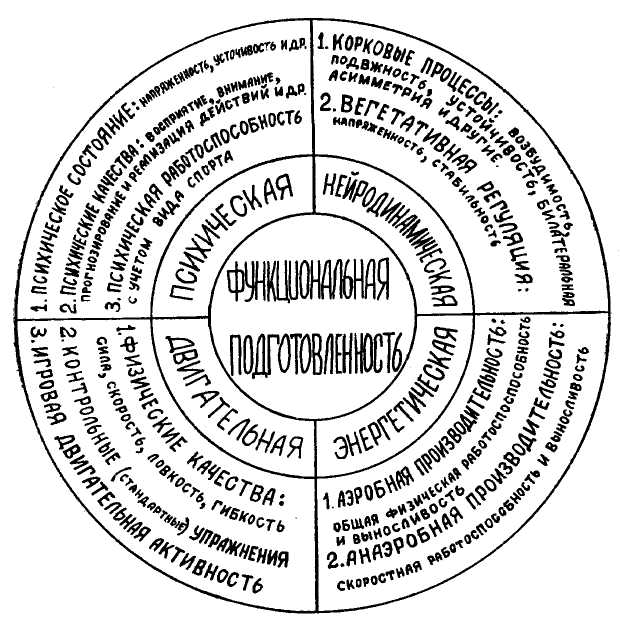 ФУНКЦИОНАЛЬНАЯ
ПОДГОТОВЛЕННОСТЬ
ПСИХИЧЕСКАЯ
1. ПСИХИЧЕСКОЕ СОСТОЯНИЕ: НАПРЯЖЕННОСТЬ, УСТОЧИВОСТЬ И ДР.
2. ПСИХИЧЕСКИЕ КАЧЕСТВА: ВОСПРИЯТИЕ, ВНИМАНИЕ,
ПРОГНОЗИРОВАНИЕ И РЕАЛИЗАЦИЯ ДЕЙСТВИЙ И ДР.
3. ПСИХИЧЕСКАЯ РАБОТОСПОСОБНОСТЬ
С УЧЕТОМ ВИДА СПОРТА
НЕЙРОДИНАМИЧЕСКАЯ
1. КОРКОВЫЕ ПРОЦЕССЫ: ВОЗБУДИМОСТЬ,
ПОДВЖНОСТЬ, УСТОЙЧИВОСТЬ, БИЛАТЕРАЛЬНАЯ
АСИММЕТРИЯ И ДРУГИЕ.
2. ВЕГЕТАТИВНАЯ РЕГУЛЯЦИЯ:
НАПРЯЖЕННОСТЬ, СТАБИЛЬНОСТЬ
ДВИГАТЕЛЬНАЯ
1. ФИЗИЧЕСКИЕ КАЧЕСТВА:
СИЛА, СКОРОСТЬ, ЛОВКОСТЬ, ГИБКОСТЬ
2. КОНТРОЛЬНЫЕ (СТАНДАРТНЫЕ) УПРАЖНЕНИЯ
3. ИГРОВАЯ ДВИГАТЕЛЬНАЯ АКТИВНОСТЬ
ЭНЕРГЕТИЧЕСКАЯ
1. АЭРОБНАЯ ПРОИЗВОДИТЕЛЬНОСТЬ:
ОБЩАЯ ФИЗИЧЕСКАЯ РАБОТОСПОСОБНОСТЬ
И ВЫНОСЛИВОСТЬ
2. АНАЭРОБНАЯ ПРОИЗВОДИТЕЛЬНОСТЬ:
СКОРОСТНАЯ РАБОТОСПОСОБНОСТЬ И ВЫНОСЛИВОСТЬ